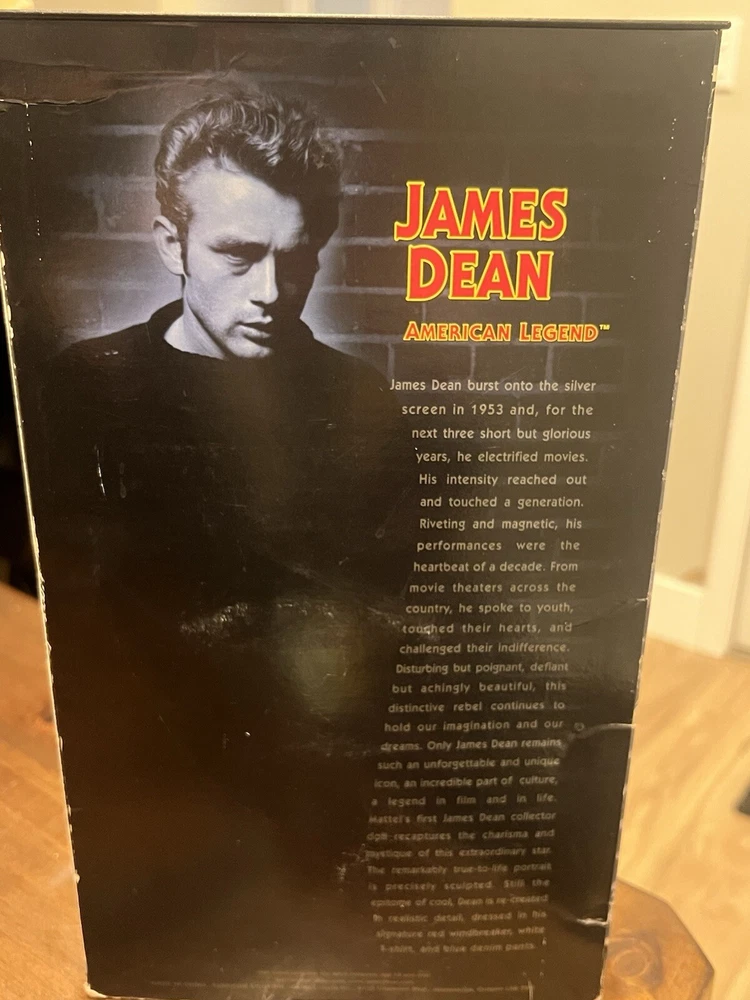 JAMES
DEAN
AMERICAN LEGEND™
James Dean burst onto the silver
screen in 1953 and, for the
next three short but glorious
years, he electrified movies.
His intensity reached out
and touched a generation.
Riveting and magnetic, his
performances were the
heartbeat of a decade. From
movie theaters across the
country, he spoke to youth,
touched their hearts, and
challenged their indifference.
Disturbing but poignant, defiant
but achingly beautiful, this
distinctive rebel continues to
hold our imagination and our
dreams. Only James Dean remains
such an unforgettable and unique
icon, an incredible part of culture,
a legend in film and in life.
Mattel's first James Dean collector
doll recaptures the charisma and
mystique of this extraordinary star.
The remarkably true-to-life portrait
is precisely sculpted. Still the
epitome of cool, Dean is re-created
in realistic detail, dressed in his
signature red windbreaker, white
T-shirt, and blue denim pants.